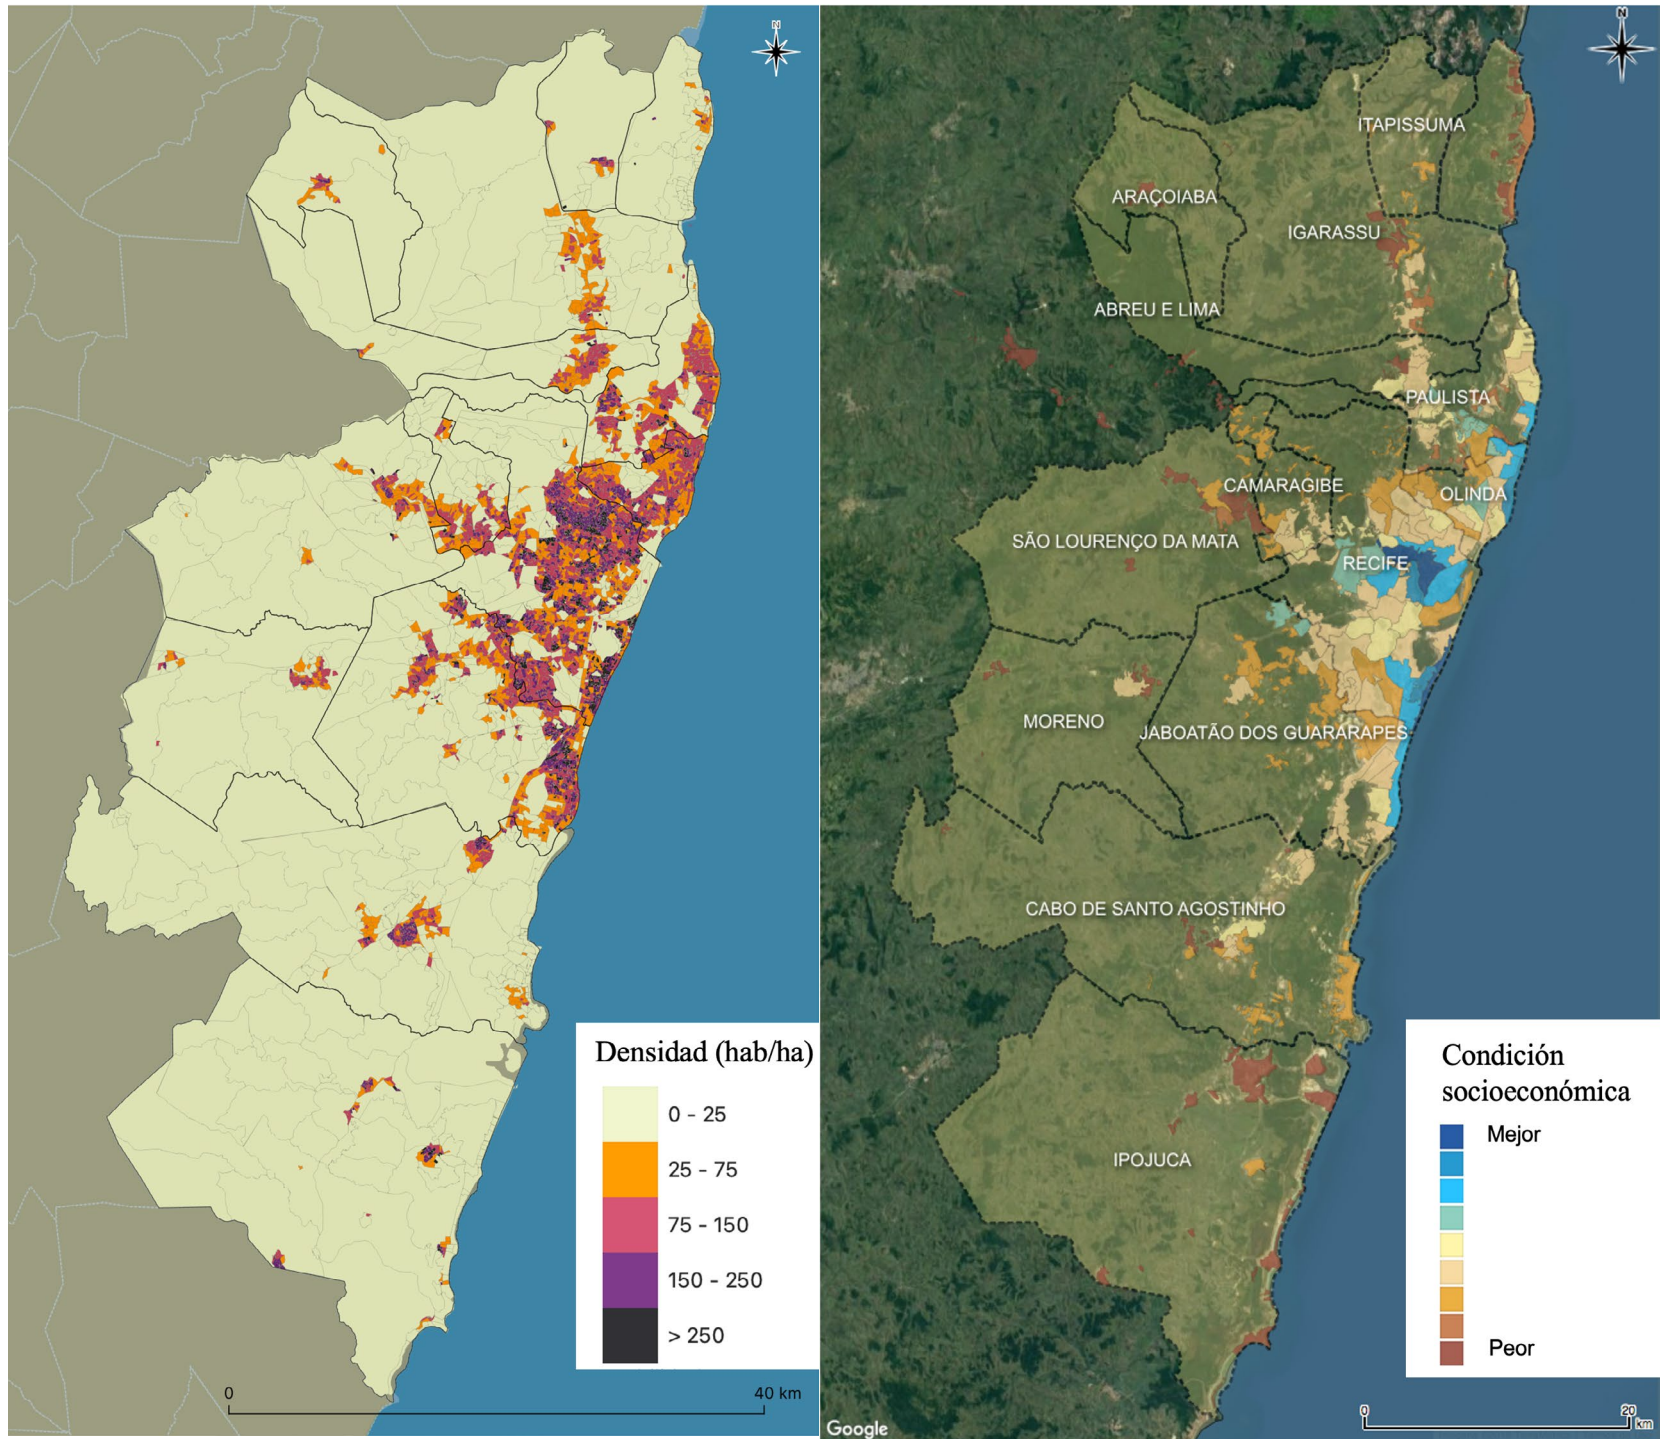 N
Densidad (hab/ha)
0 - 25
25 - 75
75 - 150
150 - 250
> 250
0
40 km
N
ITAPISSUMA
ARAÇOIABA
IGARASSU
ABREU E LIMA
PAULISTA
CAMARAGIBE
OLINDA
SÃO LOURENÇO DA MATA
RECIFE
MORENO
JABOATÃO DOS GUARARAPES
CABO DE SANTO AGOSTINHO
IPOJUCA
Condición
socioeconómica
Mejor
Peor
Google
0
20
km